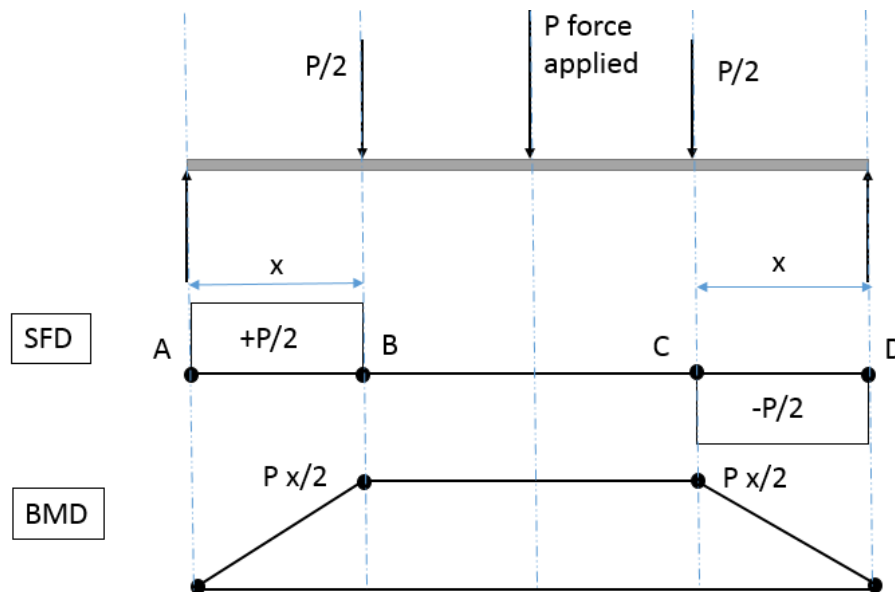 P force
applied
P/2
P/2
x
x
SFD
A
+P/2
B
C
D
-P/2
P x/2
P x/2
BMD